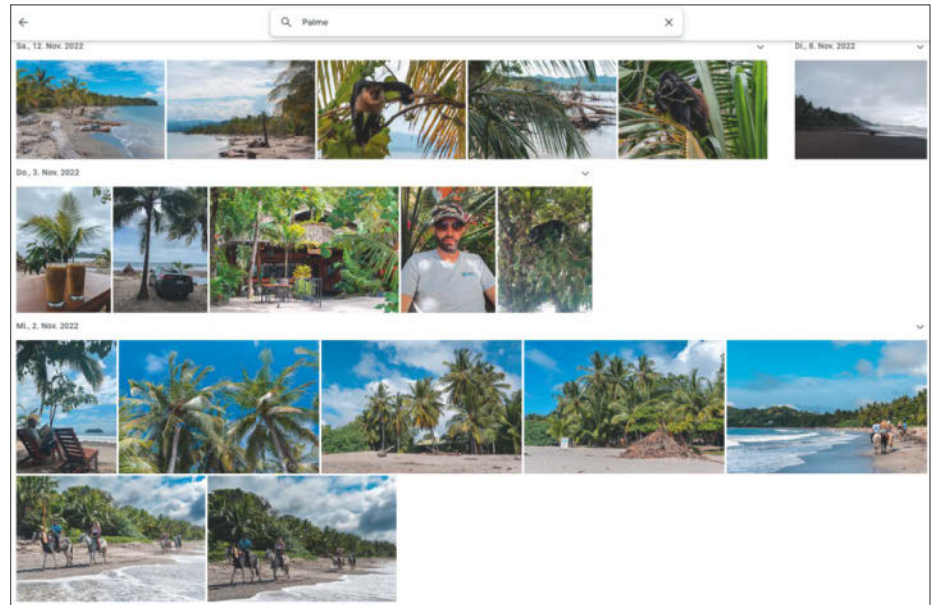 Palme
Sa., 12. Nov. 2022
Di., 8. Nov. 2022
Do., 3. Nov. 2022
Mi., 2. Nov. 2022